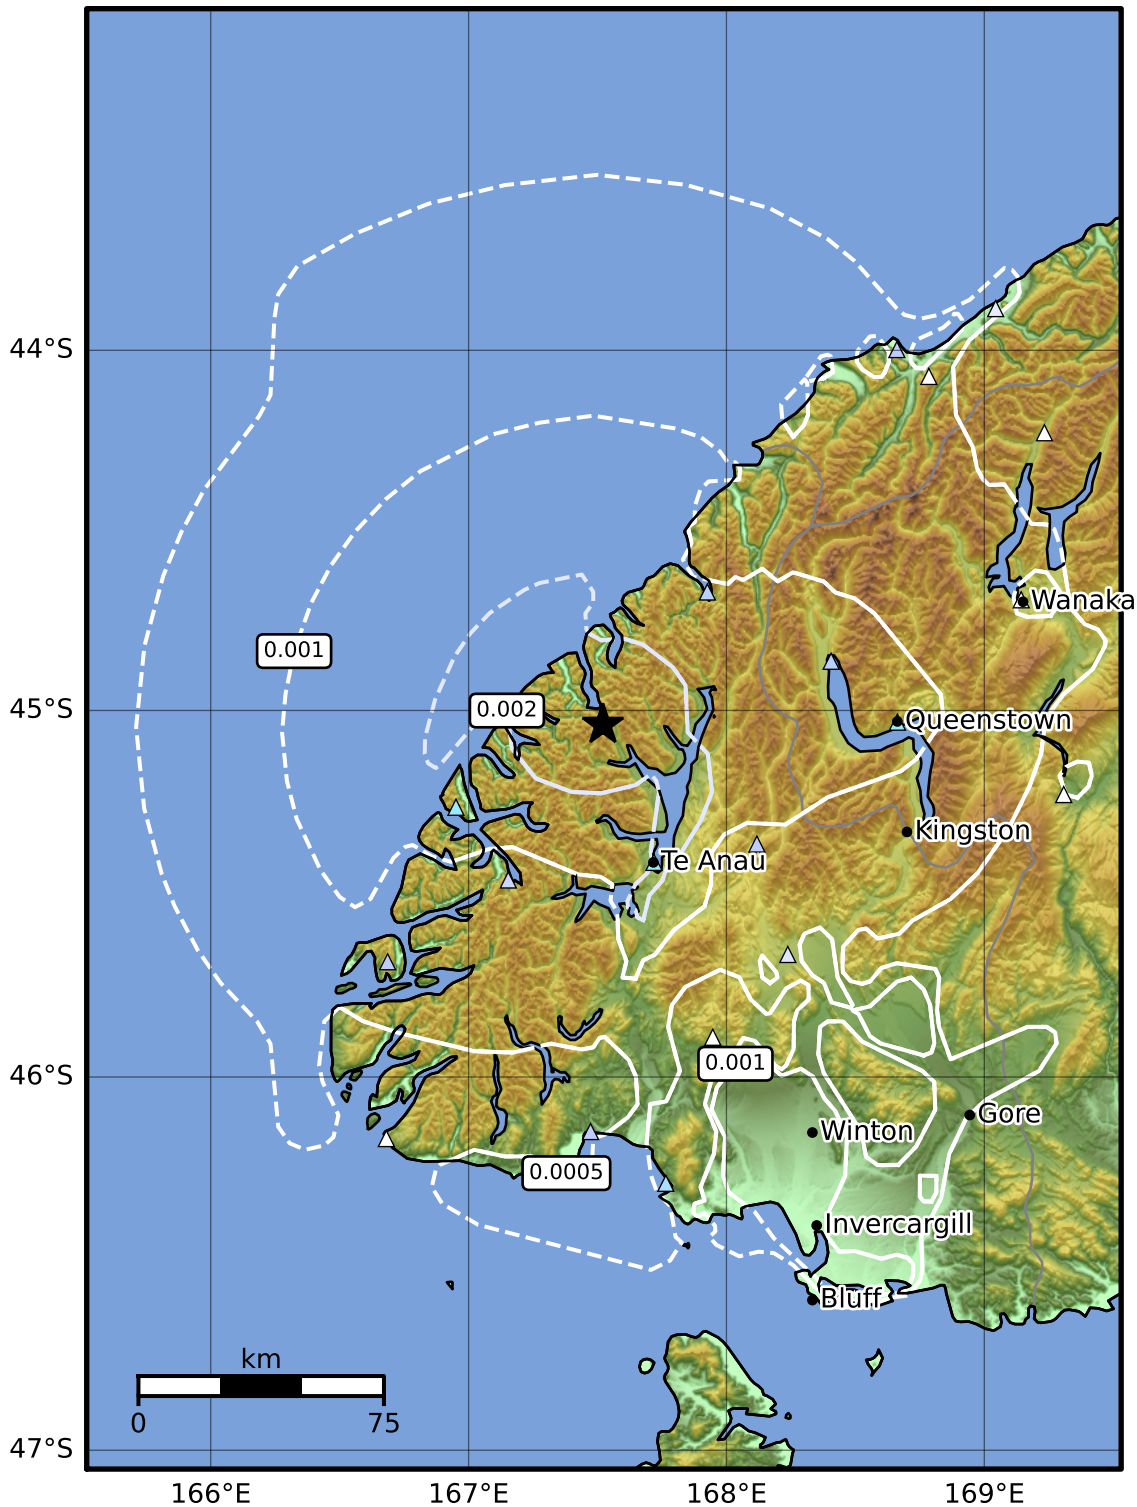 44°S
0.001
Wanaka
45°S
0.002
Queenstown
Kingston
Te Anau
46°S
0.001
Gore
Winton
0.0005
Invercargill
Bluff
km
0 75
47°S
166°E 167°E 168°E 169°E